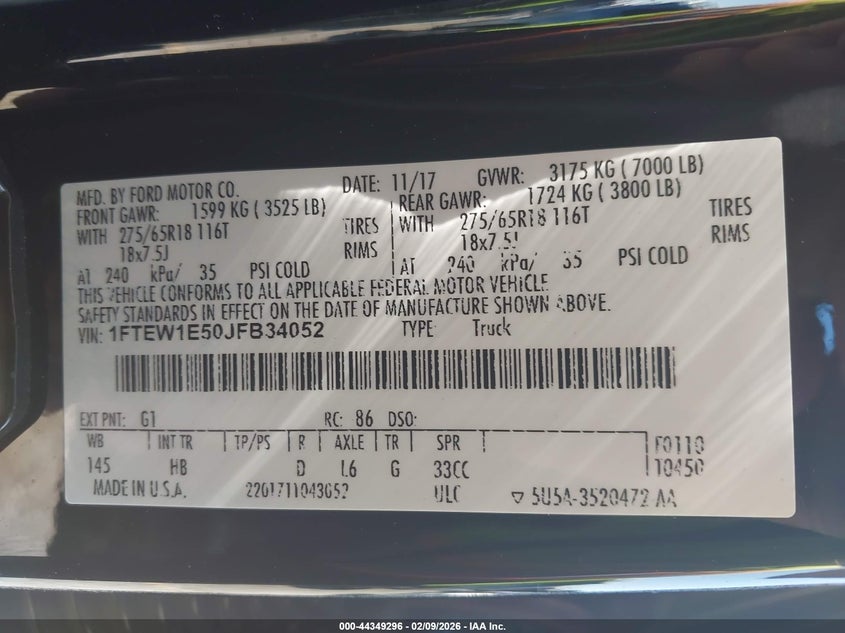 MFD. BY FORD MOTOR CO. DATE: 11/17 GVWR: 3175 KG ( 7000 LB)
FRONT GAWR: 1599 KG ( 3525 LB) REAR GAWR: 1724 KG ( 3800 LB)
WITH 275/65R18 116T TIRES WITH 275/65R18 116T TIRES
18x7.5J RIMS 18x7.5J RIMS
AT 240 kPa/ 35 PSI COLD AT 240 kPa/ 35 PSI COLD
THIS VEHICLE CONFORMS TO ALL APPLICABLE FEDERAL MOTOR VEHICLE
SAFETY STANDARDS IN EFFECT ON THE DATE OF MANUFACTURE SHOWN ABOVE.
VIN: 1FTEW1E50JFB34052 TYPE: Truck
EXT PNT: G1 RC: 86 DSO:
WB INT TR TP/PS R AXLE TR SPR F0110
145 HB D L6 G 33CC T0450
MADE IN U.S.A. 2201711043052 ULC ▽ 5U5A-3520472 AA
000-44349296 - 02/09/2026 - IAA Inc.